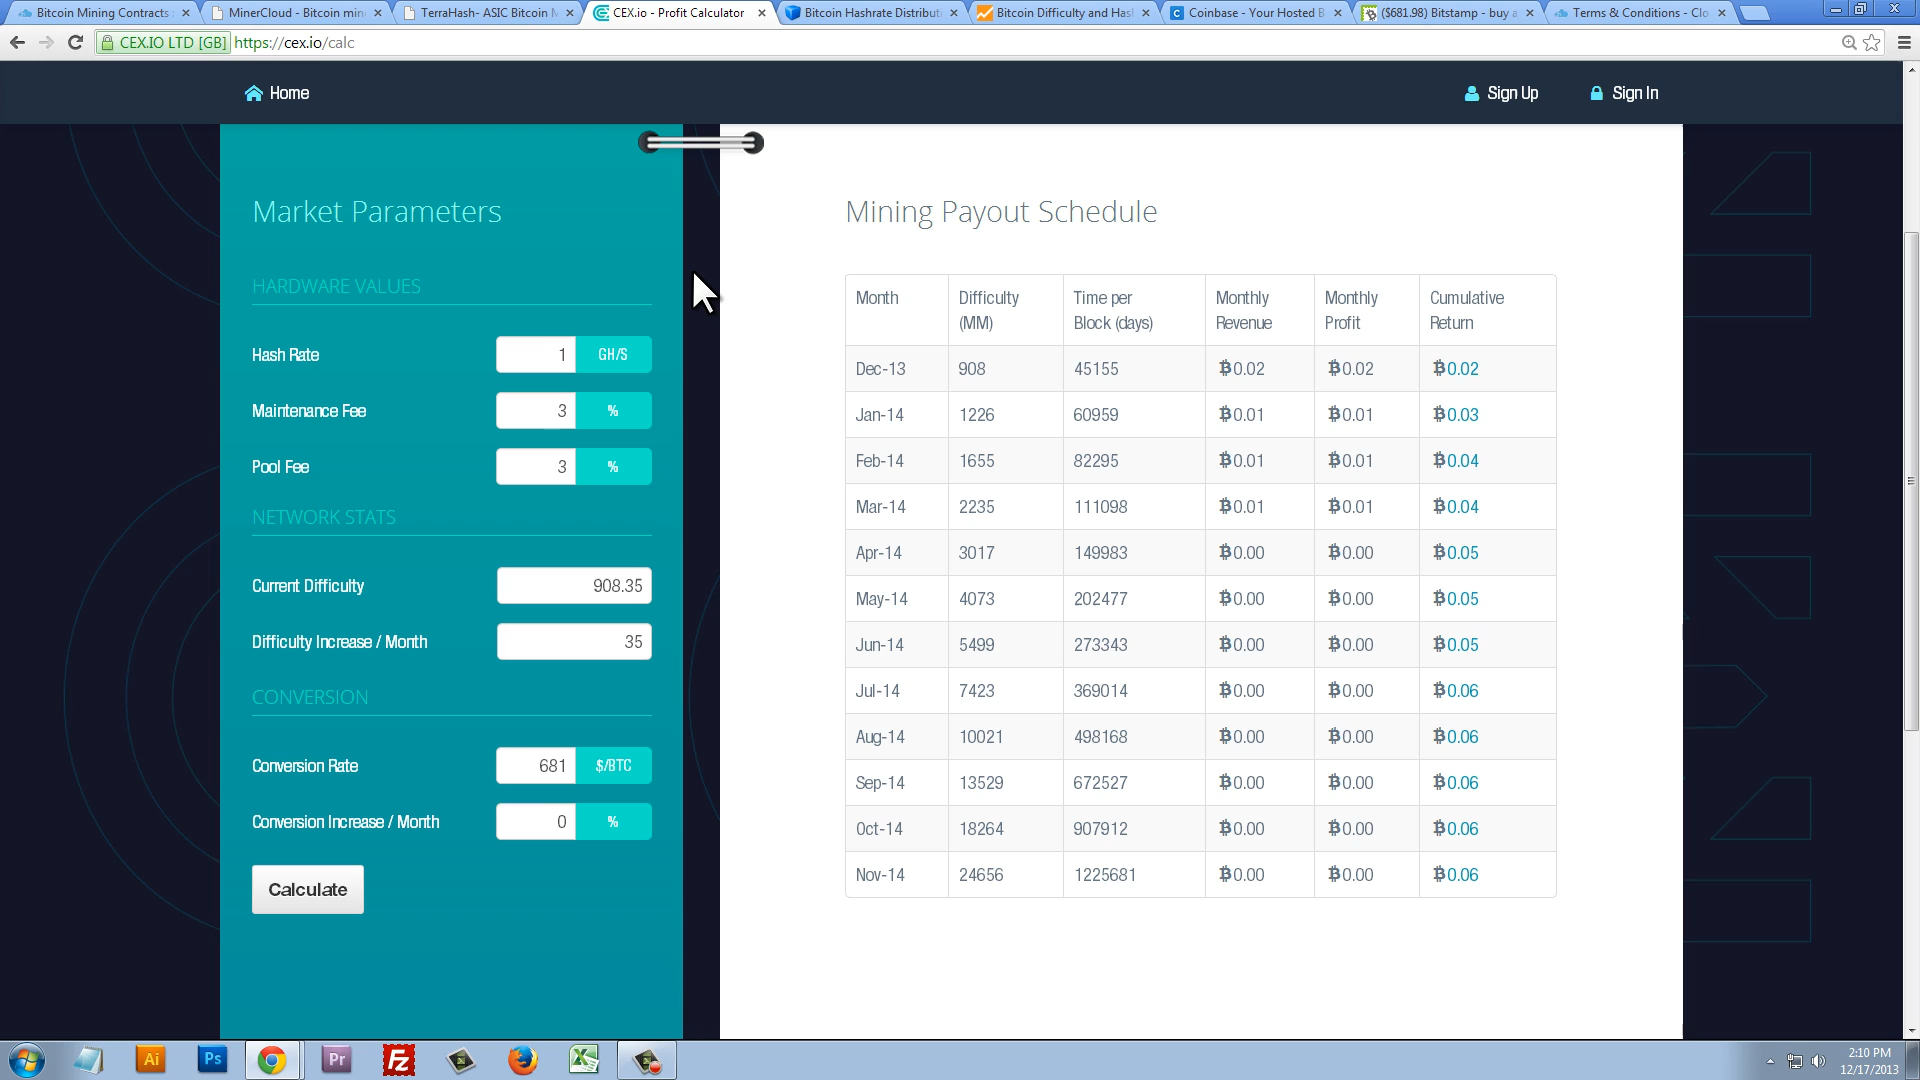 Bitcoin Mining Contracts
MinerCloud - Bitcoin min
TerraHash- ASIC Bitcoin M
CEX.io - Profit Calculator
Bitcoin Hashrate Distributi
Bitcoin Difficulty and Has
Coinbase - Your Hosted B
($681.98) Bitstamp - buy a
Terms & Conditions - Clo
CEX.IO LTD [GB] https://cex.io/calc
Home
Sign Up
Sign In
Market Parameters
HARDWARE VALUES
Hash Rate 1 GH/S
Maintenance Fee 3 %
Pool Fee 3 %
NETWORK STATS
Current Difficulty 908.35
Difficulty Increase / Month 35
CONVERSION
Conversion Rate 681 $/BTC
Conversion Increase / Month 0 %
Calculate
Mining Payout Schedule
Month Difficulty (MM) Time per Block (days) Monthly Revenue Monthly Profit Cumulative Return
Dec-13 908 45155 ₿0.02 ₿0.02 ₿0.02
Jan-14 1226 60959 ₿0.01 ₿0.01 ₿0.03
Feb-14 1655 82295 ₿0.01 ₿0.01 ₿0.04
Mar-14 2235 111098 ₿0.01 ₿0.01 ₿0.04
Apr-14 3017 149983 ₿0.00 ₿0.00 ₿0.05
May-14 4073 202477 ₿0.00 ₿0.00 ₿0.05
Jun-14 5499 273343 ₿0.00 ₿0.00 ₿0.05
Jul-14 7423 369014 ₿0.00 ₿0.00 ₿0.06
Aug-14 10021 498168 ₿0.00 ₿0.00 ₿0.06
Sep-14 13529 672527 ₿0.00 ₿0.00 ₿0.06
Oct-14 18264 907912 ₿0.00 ₿0.00 ₿0.06
Nov-14 24656 1225681 ₿0.00 ₿0.00 ₿0.06
Ai
Ps
Pr
Fz
2:10 PM
12/17/2013